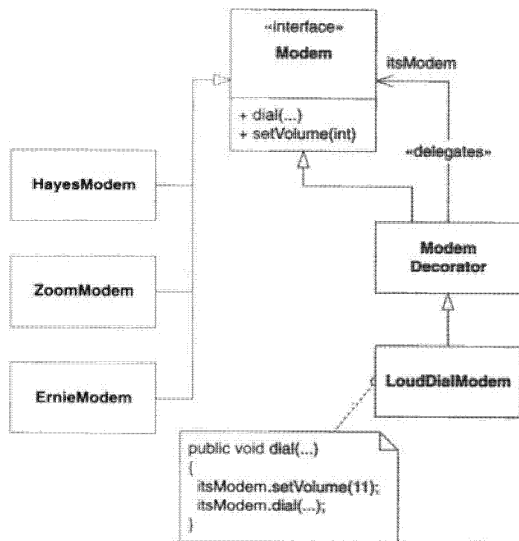 «interface»
Modem
+ dial(...)
+ setVolume(int)
itsModem
«delegates»
HayesModem
ZoomModem
ErnieModem
Modem
Decorator
LoudDialModem
public void dial(...)
{
itsModem.setVolume(11);
itsModem.dial(...);
}